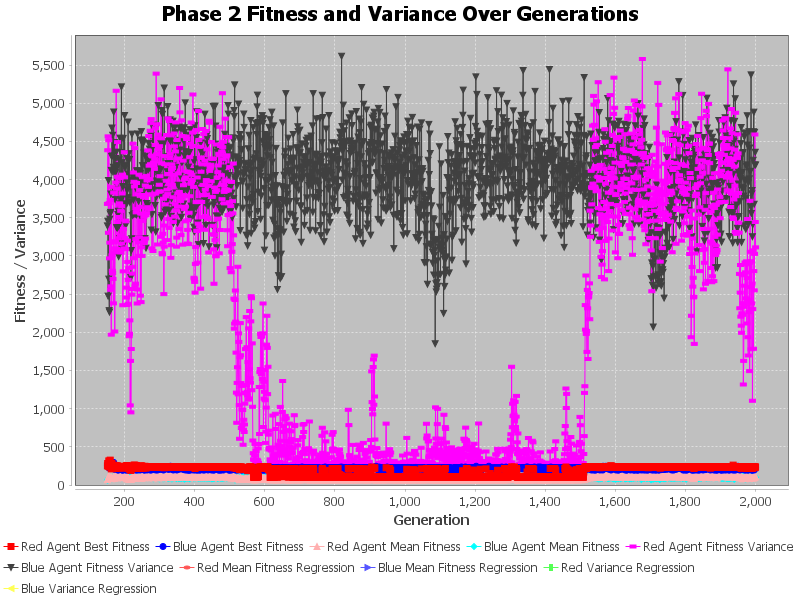 Phase 2 Fitness and Variance Over Generations
5,500
5,000
4,500
4,000
3,500
3,000
2,500
2,000
1,500
1,000
500
0
Fitness / Variance
200 400 600 800 1,000 1,200 1,400 1,600 1,800 2,000
Generation
Red Agent Best Fitness Blue Agent Best Fitness Red Agent Mean Fitness Blue Agent Mean Fitness Red Agent Fitness Variance
Blue Agent Fitness Variance Red Mean Fitness Regression Blue Mean Fitness Regression Red Variance Regression
Blue Variance Regression